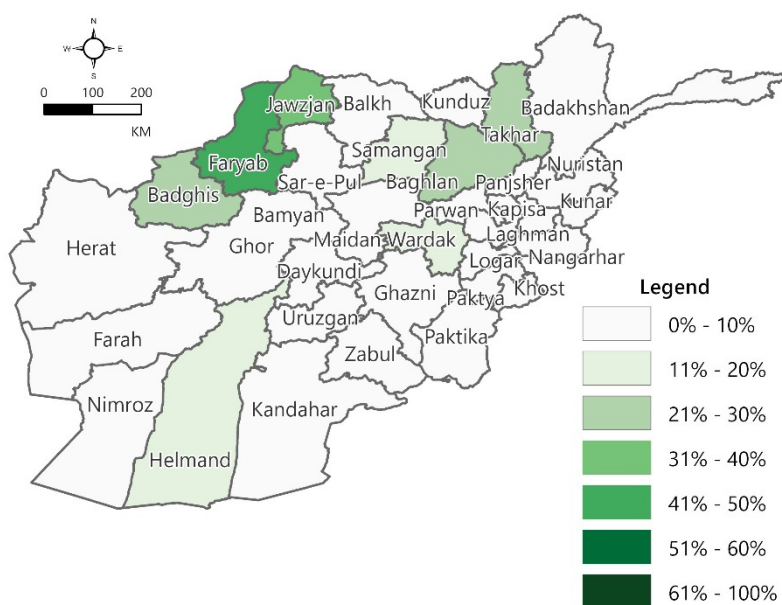 N
W E
S
0 100 200
KM
Jawzjan
Balkh
Kunduz
Badakhshan
Takhar
Faryab
Samangan
Nuristan
Badghis
Sar-e-Pul
Baghlan
Panjsher
Kunar
Bamyan
Parwan
Kapisa
Herat
Ghor
Maidan Wardak
Laghman
Logar
Nangarhar
Daykundi
Ghazni
Paktya
Khost
Uruzgan
Farah
Zabul
Paktika
Nimroz
Kandahar
Helmand
Legend
0% - 10%
11% - 20%
21% - 30%
31% - 40%
41% - 50%
51% - 60%
61% - 100%